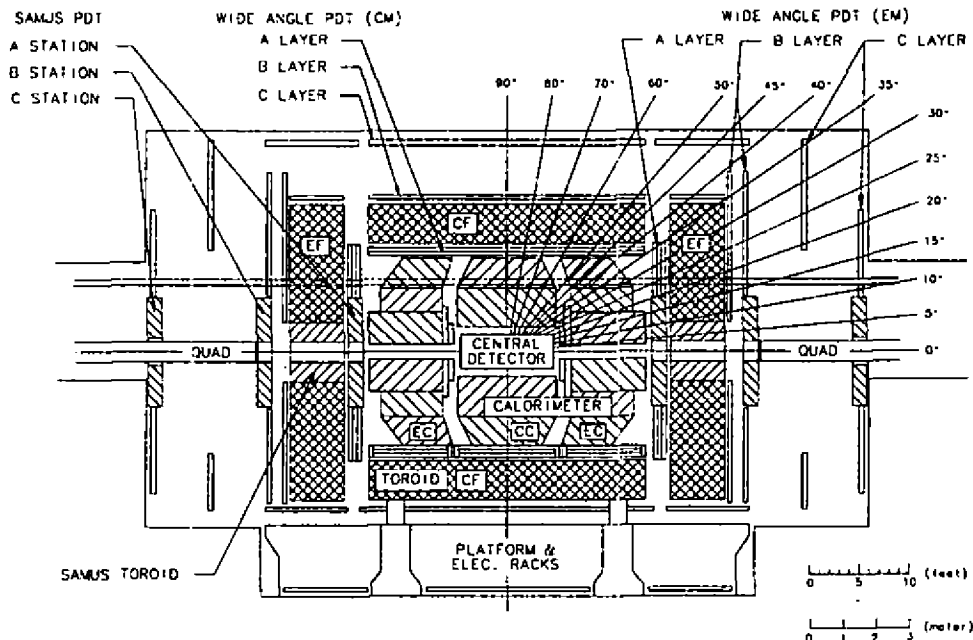 SAMUS PDT
A STATION
B STATION
C STATION
WIDE ANGLE PDT (CM)
A LAYER
B LAYER
C LAYER
WIDE ANGLE PDT (EM)
A LAYER
B LAYER
C LAYER
90°
80°
70°
60°
50°
45°
40°
35°
30°
25°
20°
15°
10°
5°
0°
EF
CF
EF
QUAD
CENTRAL
DETECTOR
QUAD
CALORIMETER
EC
CC
EC
TOROID
CF
PLATFORM &
ELEC. RACKS
SAMUS TOROID
0 5 10 (feet)
0 1 2 3 (meter)